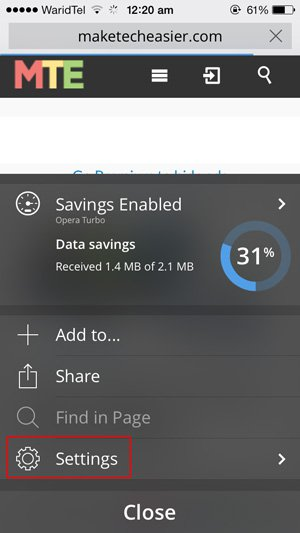 WaridTel 12:20 am 61%
maketecheasier.com
MTE
Savings Enabled
Opera Turbo
Data savings
Received 1.4 MB of 2.1 MB
31%
Add to...
Share
Find in Page
Settings
Close